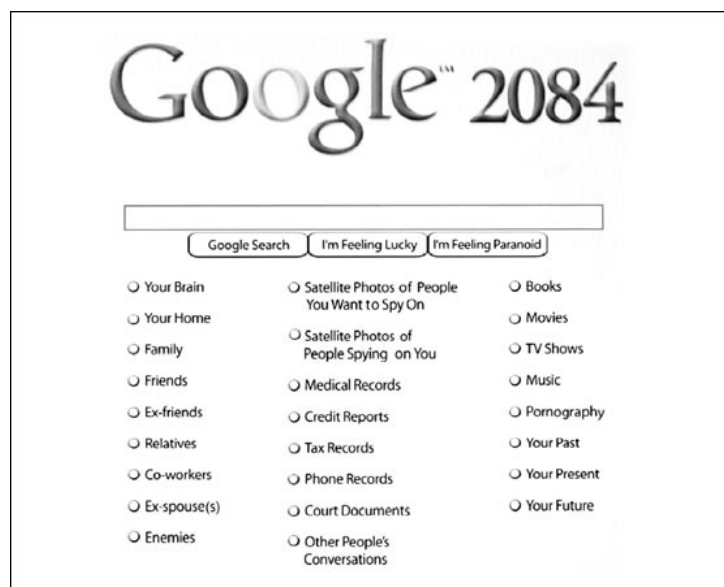 Google™ 2084
Google Search
I'm Feeling Lucky
I'm Feeling Paranoid
Your Brain
Your Home
Family
Friends
Ex-friends
Relatives
Co-workers
Ex-spouse(s)
Enemies
Satellite Photos of People
You Want to Spy On
Satellite Photos of
People Spying on You
Medical Records
Credit Reports
Tax Records
Phone Records
Court Documents
Other People's
Conversations
Books
Movies
TV Shows
Music
Pornography
Your Past
Your Present
Your Future